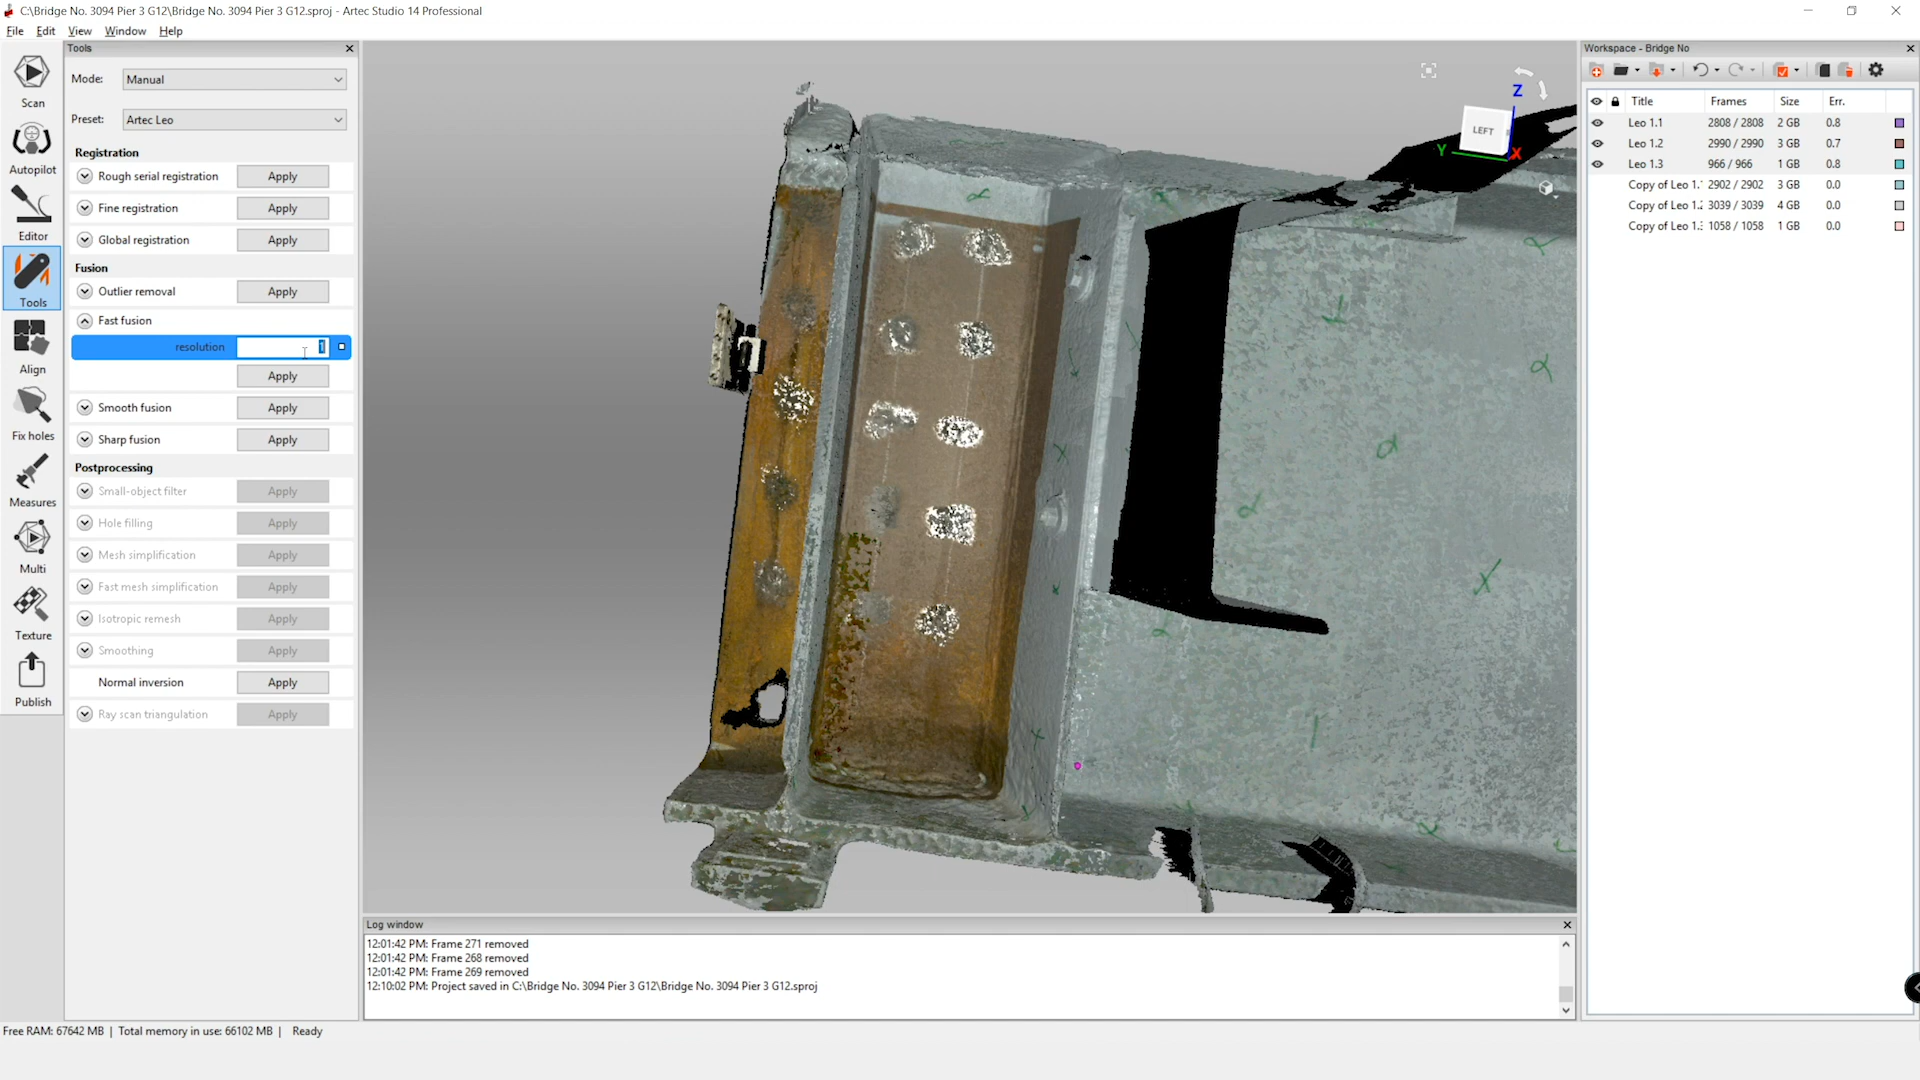 C:\Bridge No. 3094 Pier 3 G12\Bridge No. 3094 Pier 3 G12.sproj - Artec Studio 14 Professional
File Edit View Window Help
Scan
Autopilot
Editor
Tools
Align
Fix holes
Measures
Multi
Texture
Publish
Tools
Mode: Manual
Preset: Artec Leo
Registration
Rough serial registration Apply
Fine registration Apply
Global registration Apply
Fusion
Outlier removal Apply
Fast fusion
resolution 1
Apply
Smooth fusion Apply
Sharp fusion Apply
Postprocessing
Small-object filter Apply
Hole filling Apply
Mesh simplification Apply
Fast mesh simplification Apply
Isotropic remesh Apply
Smoothing Apply
Normal inversion Apply
Ray scan triangulation Apply
Z
LEFT
Y
X
Log window
12:01:42 PM: Frame 271 removed
12:01:42 PM: Frame 268 removed
12:01:42 PM: Frame 269 removed
12:10:02 PM: Project saved in C:\Bridge No. 3094 Pier 3 G12\Bridge No. 3094 Pier 3 G12.sproj
Workspace - Bridge No
Title Frames Size Err.
Leo 1.1 2808 / 2808 2 GB 0.8
Leo 1.2 2990 / 2990 3 GB 0.7
Leo 1.3 966 / 966 1 GB 0.8
Copy of Leo 1. 2902 / 2902 3 GB 0.0
Copy of Leo 1. 3039 / 3039 4 GB 0.0
Copy of Leo 1. 1058 / 1058 1 GB 0.0
Free RAM: 67642 MB | Total memory in use: 66102 MB | Ready